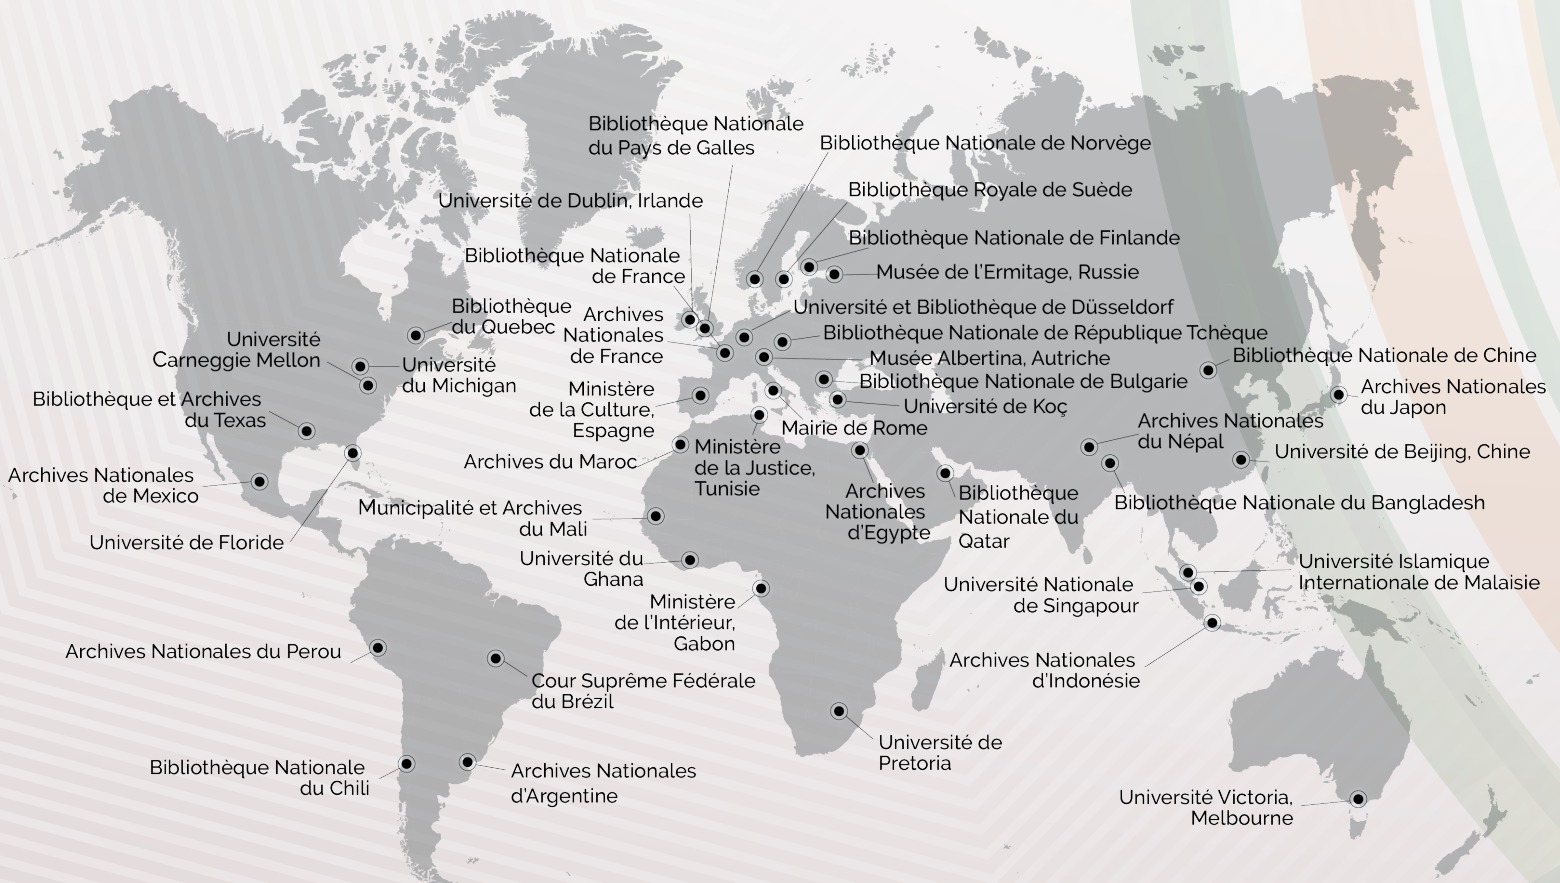 Bibliothèque Nationale
du Pays de Galles
Bibliothèque Nationale de Norvège
Bibliothèque Royale de Suède
Université de Dublin, Irlande
Bibliothèque Nationale de Finlande
Bibliothèque Nationale
de France
Musée de l'Ermitage, Russie
Bibliothèque
du Quebec
Archives
Nationales
de France
Université et Bibliothèque de Düsseldorf
Bibliothèque Nationale de République Tchèque
Université
Carneggie Mellon
Musée Albertina, Autriche
Bibliothèque Nationale de Chine
Université
du Michigan
Bibliothèque Nationale de Bulgarie
Archives Nationales
du Japon
Ministère
de la Culture,
Espagne
Université de Koç
Bibliothèque et Archives
du Texas
Mairie de Rome
Archives Nationales
du Népal
Ministère
de la Justice,
Tunisie
Université de Beijing, Chine
Archives du Maroc
Archives Nationales
de Mexico
Archives
Nationales
d'Egypte
Bibliothèque
Nationale du
Qatar
Bibliothèque Nationale du Bangladesh
Municipalité et Archives
du Mali
Université de Floride
Université du
Ghana
Université Islamique
Internationale de Malaisie
Université Nationale
de Singapour
Ministère
de l'Intérieur,
Gabon
Archives Nationales du Perou
Archives Nationales
d'Indonésie
Cour Suprême Fédérale
du Brézil
Université de
Pretoria
Bibliothèque Nationale
du Chili
Archives Nationales
d'Argentine
Université Victoria,
Melbourne